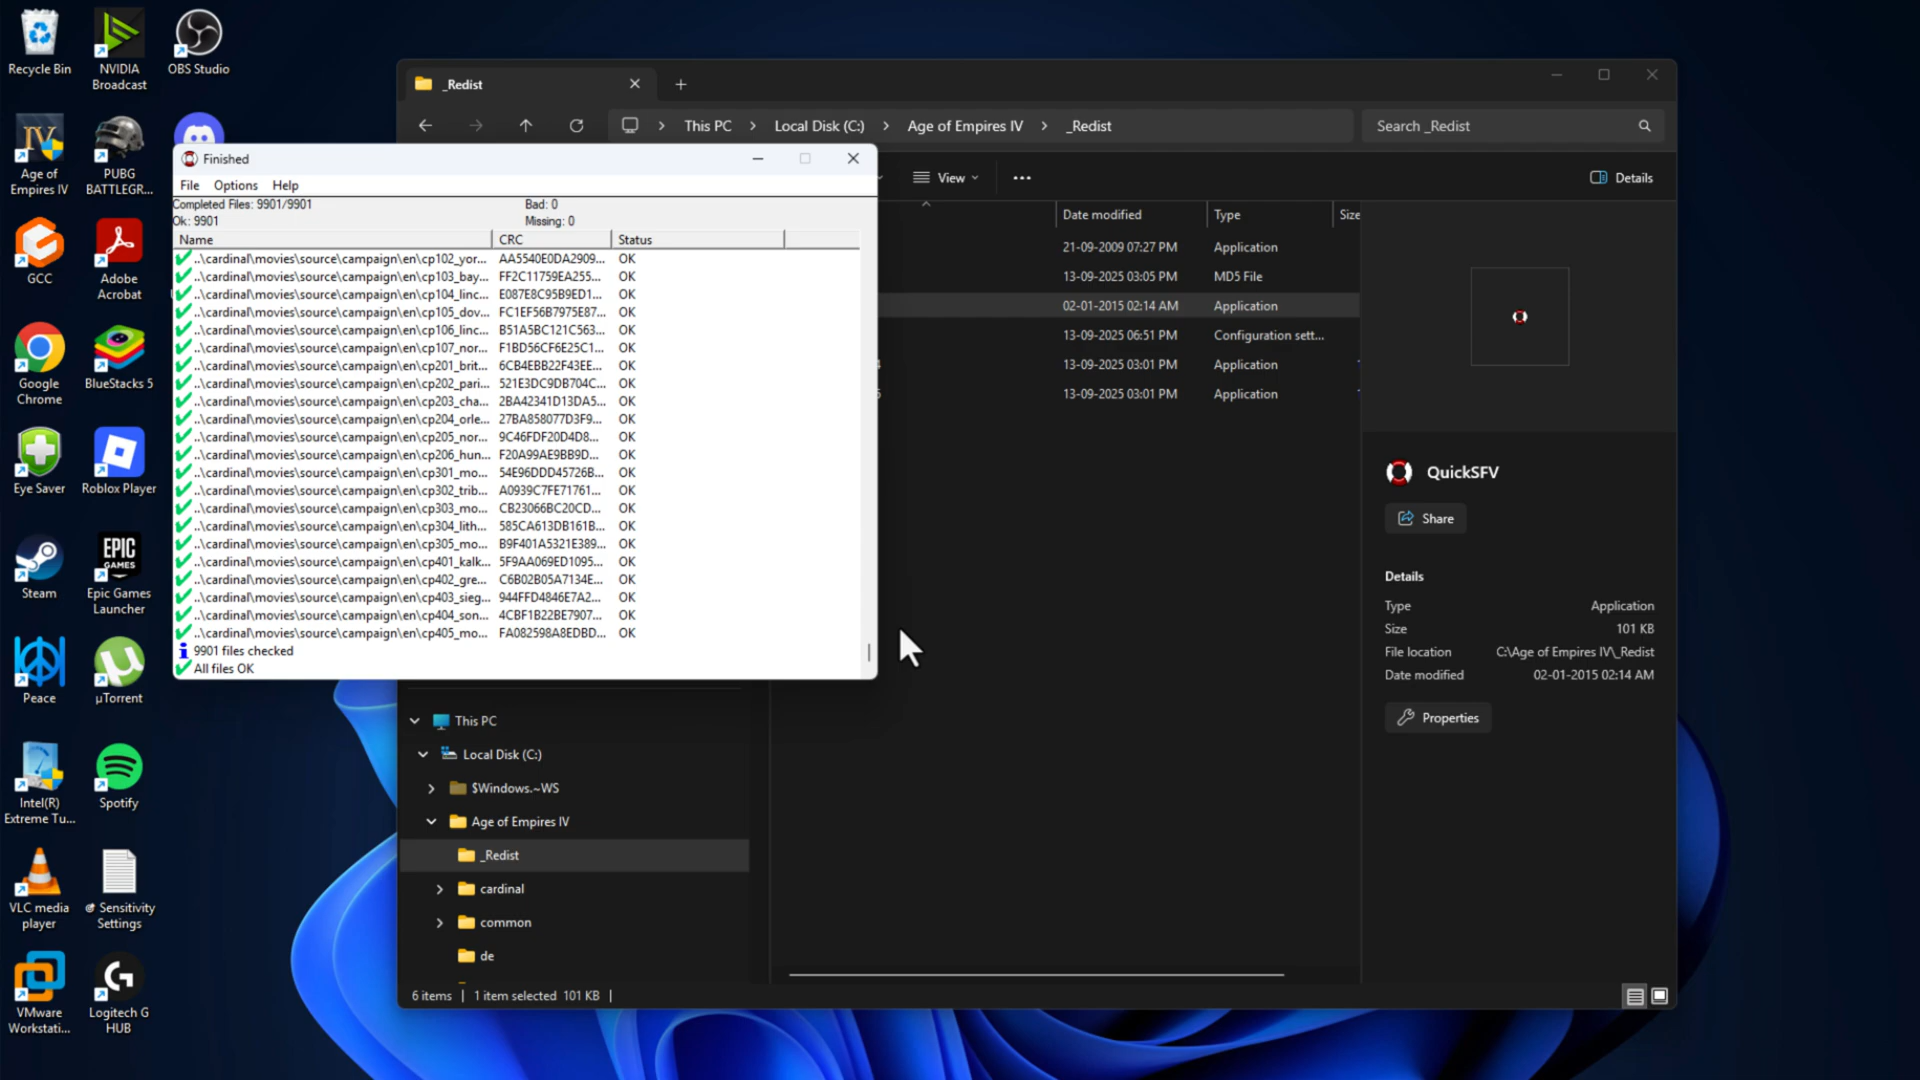 Recycle Bin
NVIDIA Broadcast
OBS Studio
Age of Empires IV
PUBG BATTLEGR...
GCC
Adobe Acrobat
Google Chrome
BlueStacks 5
Eye Saver
Roblox Player
Steam
EPIC GAMES
Epic Games Launcher
Peace
µTorrent
Intel(R) Extreme Tu...
Spotify
VLC media player
Sensitivity Settings
VMware Workstati...
Logitech G HUB
_Redist
This PC
Local Disk (C:)
Age of Empires IV
_Redist
Search _Redist
View
Details
Date modified Type Size
21-09-2009 07:27 PM Application
13-09-2025 03:05 PM MD5 File
02-01-2015 02:14 AM Application
13-09-2025 06:51 PM Configuration sett...
13-09-2025 03:01 PM Application
13-09-2025 03:01 PM Application
Finished
File Options Help
Completed Files: 9901/9901 Bad: 0
Ok: 9901 Missing: 0
Name CRC Status
..\cardinal\movies\source\campaign\en\cp102_yor... AA5540E0DA2909... OK
..\cardinal\movies\source\campaign\en\cp103_bay... FF2C11759EA255... OK
..\cardinal\movies\source\campaign\en\cp104_linc... E087E8C95B9ED1... OK
..\cardinal\movies\source\campaign\en\cp105_dov... FC1EF56B7975E87... OK
..\cardinal\movies\source\campaign\en\cp106_linc... B51A5BC121C563... OK
..\cardinal\movies\source\campaign\en\cp107_nor... F1BD56CF6E25C1... OK
..\cardinal\movies\source\campaign\en\cp201_brit... 6CB4EBB22F43EE... OK
..\cardinal\movies\source\campaign\en\cp202_pari... 521E3DC9DB704C... OK
..\cardinal\movies\source\campaign\en\cp203_cha... 2BA42341D13DA5... OK
..\cardinal\movies\source\campaign\en\cp204_orle... 27BA858077D3F9... OK
..\cardinal\movies\source\campaign\en\cp205_nor... 9C46FDF20D4D8... OK
..\cardinal\movies\source\campaign\en\cp206_hun... F20A99AE9BB9D... OK
..\cardinal\movies\source\campaign\en\cp301_mo... 54E96DDD45726B... OK
..\cardinal\movies\source\campaign\en\cp302_trib... A0939C7FE71761... OK
..\cardinal\movies\source\campaign\en\cp303_mo... CB23066BC20CD... OK
..\cardinal\movies\source\campaign\en\cp304_lith... 585CA613DB161B... OK
..\cardinal\movies\source\campaign\en\cp305_mo... B9F401A5321E389... OK
..\cardinal\movies\source\campaign\en\cp401_kalk... 5F9AA069ED1095... OK
..\cardinal\movies\source\campaign\en\cp402_gre... C6B02B05A7134E... OK
..\cardinal\movies\source\campaign\en\cp403_sieg... 944FFD4846E7A2... OK
..\cardinal\movies\source\campaign\en\cp404_son... 4CBF1B22BE7907... OK
..\cardinal\movies\source\campaign\en\cp405_mo... FA082598A8EDBD... OK
9901 files checked
All files OK
This PC
Local Disk (C:)
$Windows.~WS
Age of Empires IV
_Redist
cardinal
common
de
6 items | 1 item selected 101 KB |
QuickSFV
Share
Details
Type Application
Size 101 KB
File location C:\Age of Empires IV\_Redist
Date modified 02-01-2015 02:14 AM
Properties